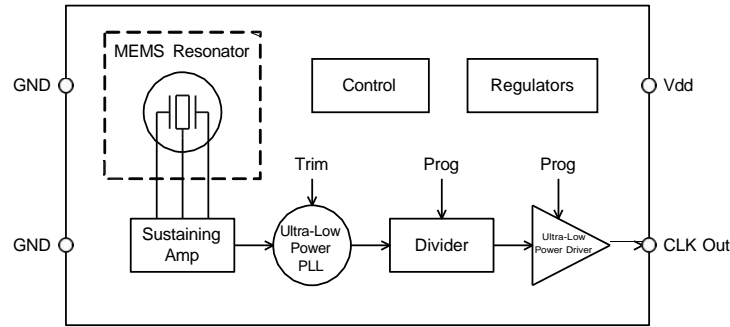 MEMS Resonator
GND
Control
Regulators
Vdd
Trim
Prog
Prog
GND
Sustaining
Amp
Ultra-Low
Power
PLL
Divider
Ultra-Low
Power Driver
CLK Out